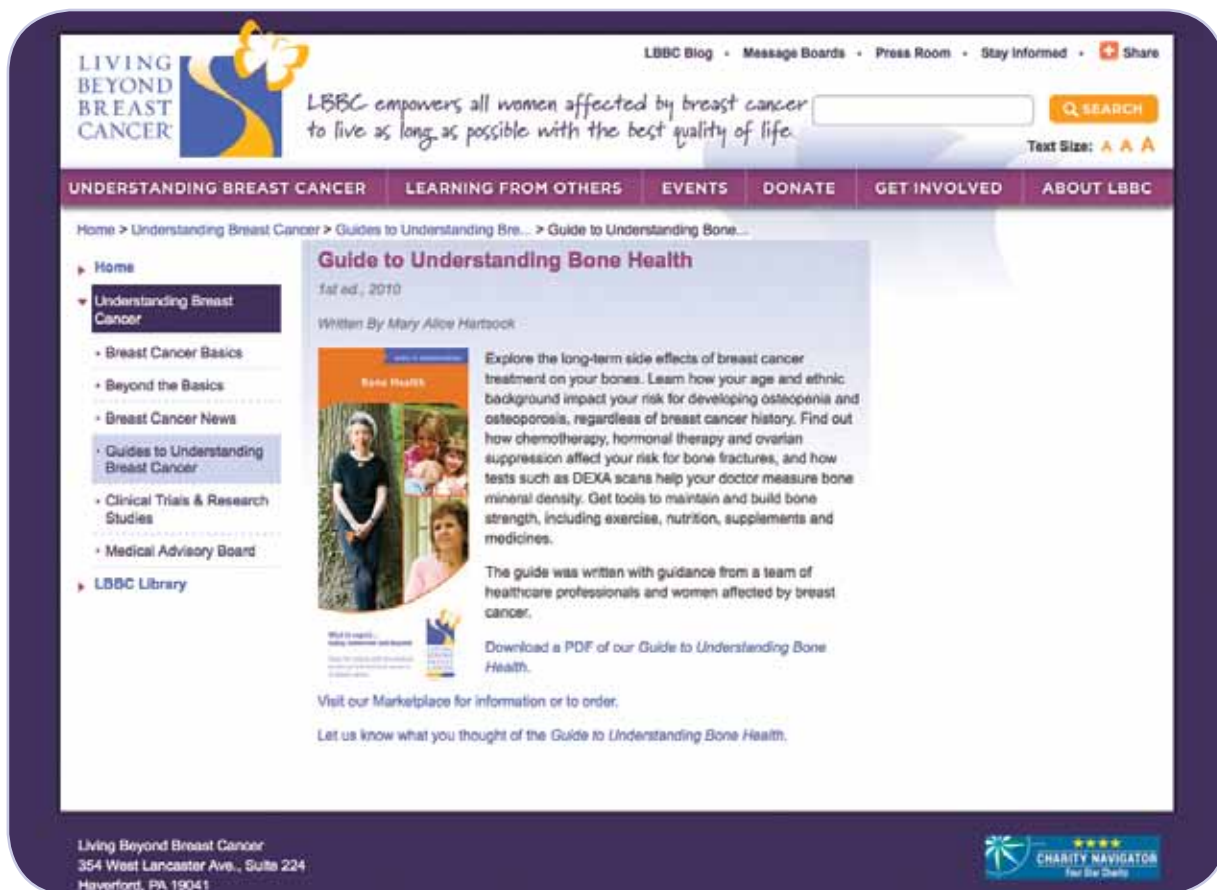 LIVING
BEYOND
BREAST
CANCER
LBBC Blog • Message Boards • Press Room • Stay Informed • Share
LBBC empowers all women affected by breast cancer
to live as long as possible with the best quality of life
SEARCH
Text Size: A A A
UNDERSTANDING BREAST CANCER LEARNING FROM OTHERS EVENTS DONATE GET INVOLVED ABOUT LBBC
Home > Understanding Breast Cancer > Guides to Understanding Bre... > Guide to Understanding Bone...
Home
Understanding Breast
Cancer
• Breast Cancer Basics
• Beyond the Basics
• Breast Cancer News
• Guides to Understanding
Breast Cancer
• Clinical Trials & Research
Studies
• Medical Advisory Board
LBBC Library
Guide to Understanding Bone Health
1st ed., 2010
Written By Mary Alice Hartsock
Bone Health
LIVING
BEYOND
BREAST
CANCER
Explore the long-term side effects of breast cancer
treatment on your bones. Learn how your age and ethnic
background impact your risk for developing osteopenia and
osteoporosis, regardless of breast cancer history. Find out
how chemotherapy, hormonal therapy and ovarian
suppression affect your risk for bone fractures, and how
tests such as DEXA scans help your doctor measure bone
mineral density. Get tools to maintain and build bone
strength, including exercise, nutrition, supplements and
medicines.
The guide was written with guidance from a team of
healthcare professionals and women affected by breast
cancer.
Download a PDF of our Guide to Understanding Bone
Health.
Visit our Marketplace for information or to order.
Let us know what you thought of the Guide to Understanding Bone Health.
Living Beyond Breast Cancer
354 West Lancaster Ave., Suite 224
Haverford, PA 19041
CHARITY NAVIGATOR
Four Star Charity